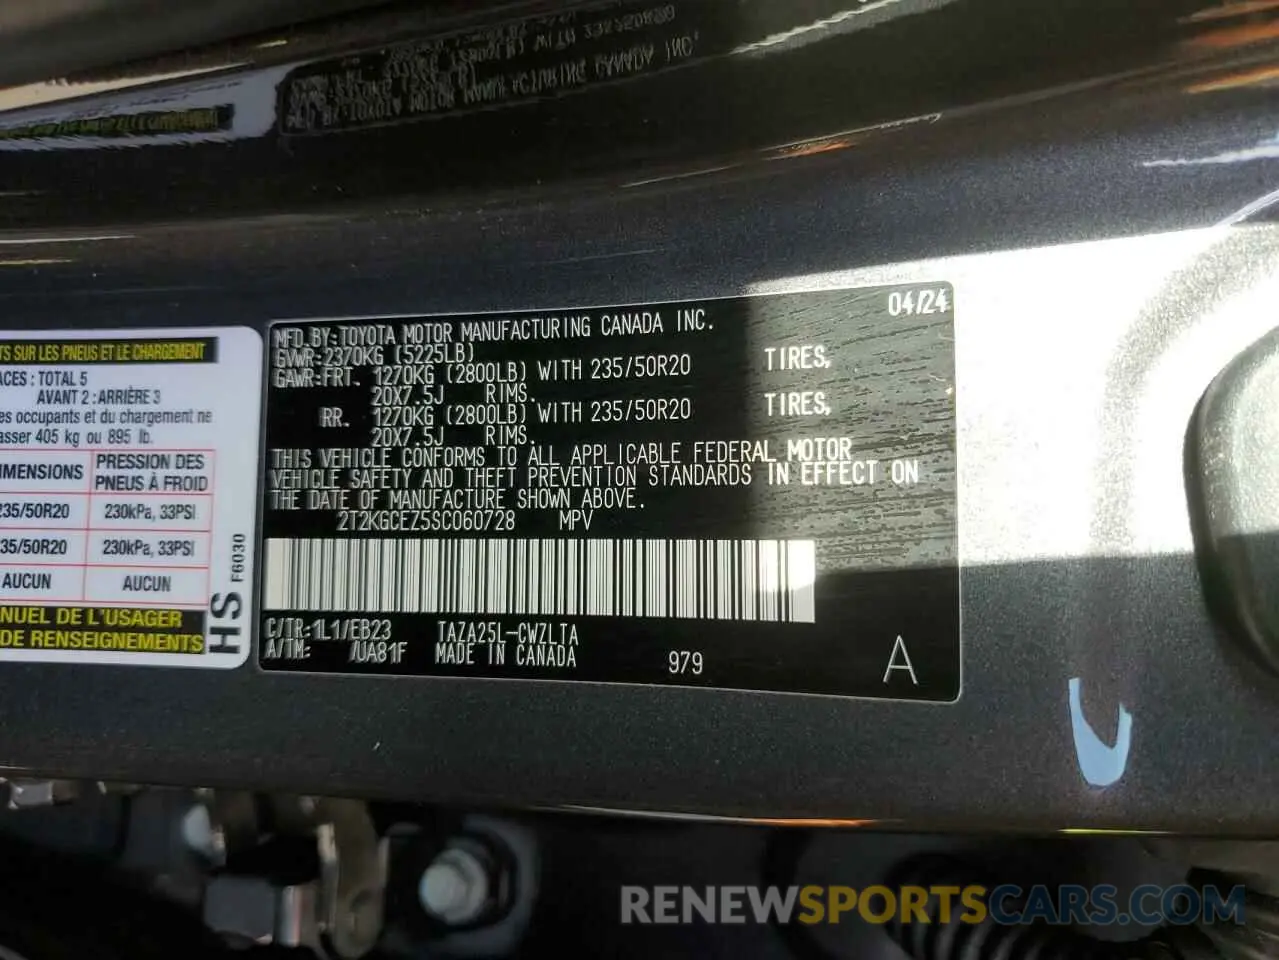 TS SUR LES PNEUS ET LE CHARGEMENT
ACES : TOTAL 5
AVANT 2 : ARRIÈRE 3
es occupants et du chargement ne
asser 405 kg ou 895 lb.
IMENSIONS
PRESSION DES
PNEUS À FROID
235/50R20 230kPa, 33PSI
235/50R20 230kPa, 33PSI
AUCUN AUCUN
NUEL DE L'USAGER
DE RENSEIGNEMENTS
HS F6030
04/24
MFD.BY:TOYOTA MOTOR MANUFACTURING CANADA INC.
GVWR:2370KG (5225LB)
GAWR:FRT. 1270KG (2800LB) WITH 235/50R20 TIRES,
20X7.5J RIMS.
RR. 1270KG (2800LB) WITH 235/50R20 TIRES,
20X7.5J RIMS.
THIS VEHICLE CONFORMS TO ALL APPLICABLE FEDERAL MOTOR
VEHICLE SAFETY AND THEFT PREVENTION STANDARDS IN EFFECT ON
THE DATE OF MANUFACTURE SHOWN ABOVE.
2T2KGCEZ5SC060728 MPV
C/TR:1L1/EB23 TAZA25L-CWZLTA
A/TM: /UA81F MADE IN CANADA 979
A
RENEWSPORTSCARS.COM